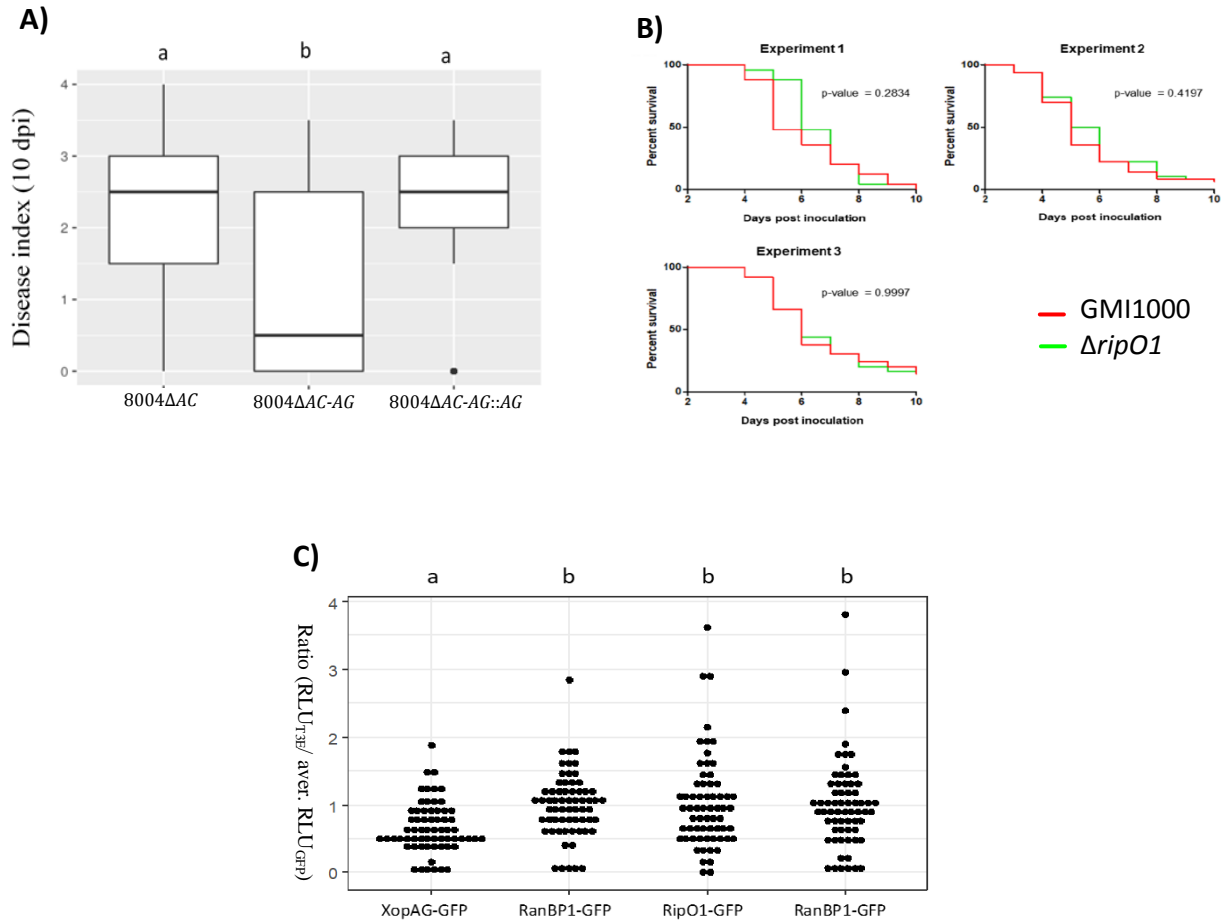 A)
a b a
Disease index (10 dpi)
4
3
2
1
0
8004ΔAC 8004ΔAC-AG 8004ΔAC-AG::AG
B)
Experiment 1
p-value = 0.2834
Percent survival
100
50
0
2 4 6 8 10
Days post inoculation
Experiment 2
p-value = 0.4197
Percent survival
100
50
0
2 4 6 8 10
Days post inoculation
Experiment 3
p-value = 0.9997
Percent survival
100
50
0
2 4 6 8 10
Days post inoculation
GMI1000
ΔripO1
C)
a b b b
Ratio (RLU_T3E/ aver. RLU_GFP)
4
3
2
1
0
XopAG-GFP RanBP1-GFP RipO1-GFP RanBP1-GFP